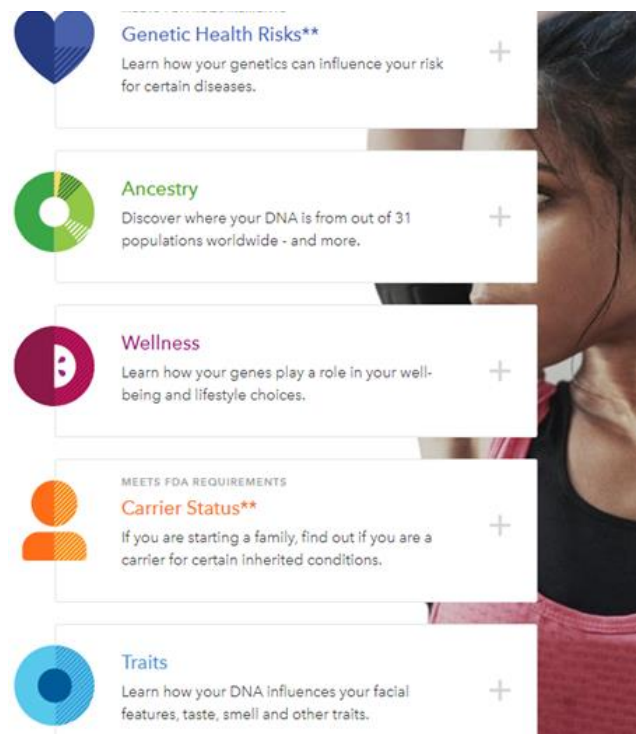 Genetic Health Risks**
Learn how your genetics can influence your risk
for certain diseases.
Ancestry
Discover where your DNA is from out of 31
populations worldwide - and more.
Wellness
Learn how your genes play a role in your well-
being and lifestyle choices.
MEETS FDA REQUIREMENTS
Carrier Status**
If you are starting a family, find out if you are a
carrier for certain inherited conditions.
Traits
Learn how your DNA influences your facial
features, taste, smell and other traits.